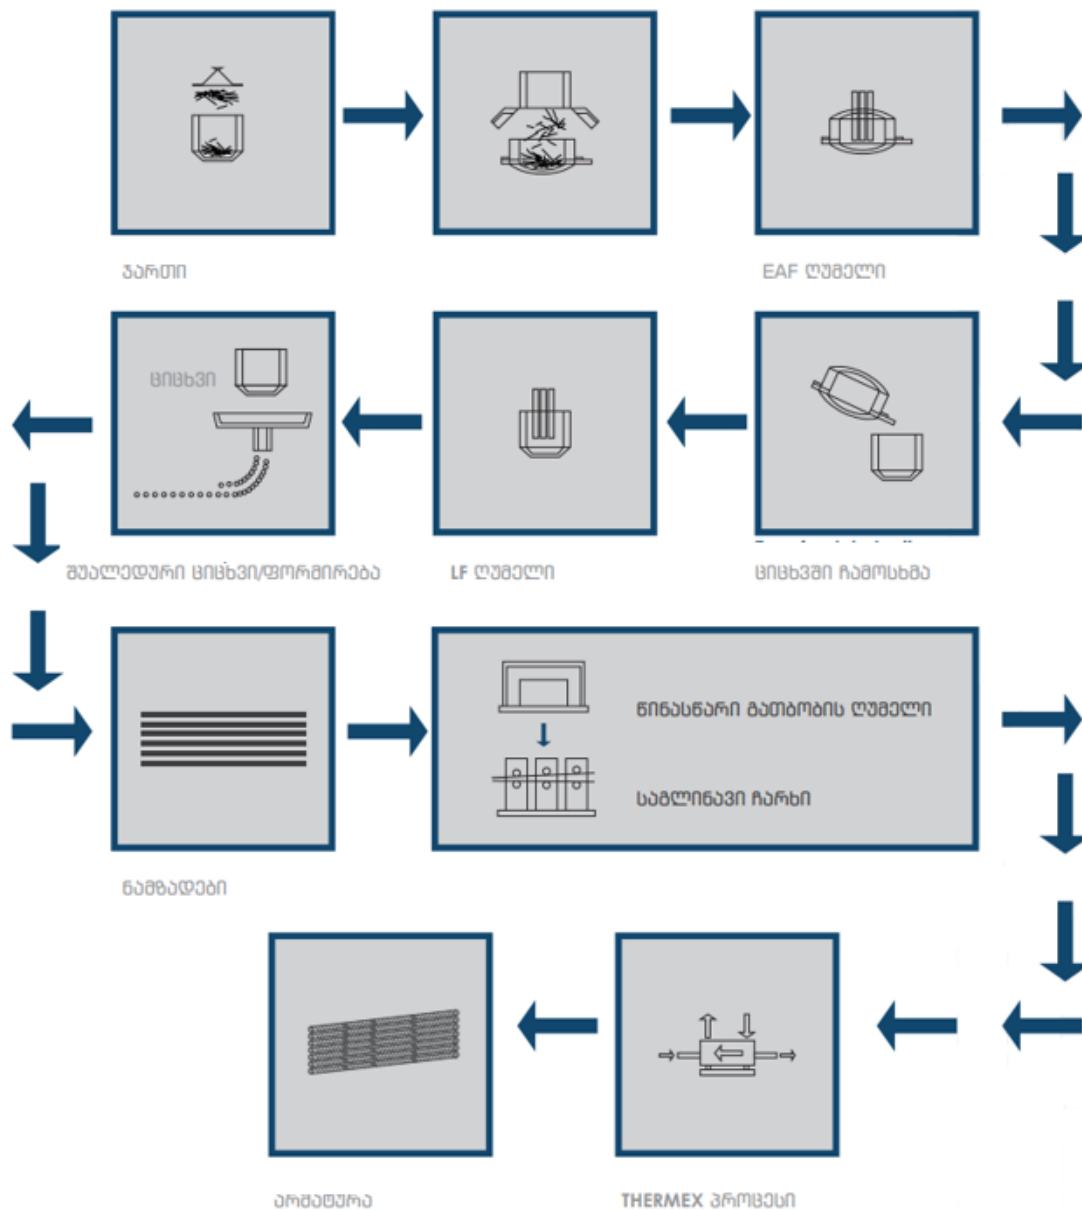 ჯართი
EAF ღუმელი
ციცხვი
შუალედური ციცხვი/ფორმირება
LF ღუმელი
ციცხვში ჩამოსხმა
წინასწარი გათბობის ღუმელი
საგლინავი ჩარხი
ნამზადები
არმატურა
THERMEX პროცესი